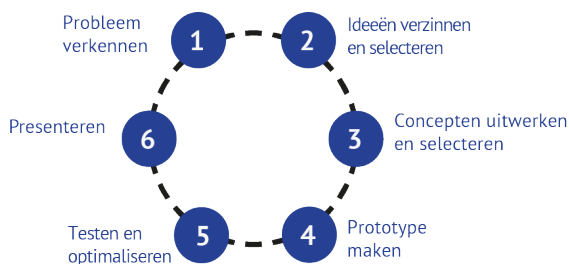 1
Probleem
verkennen
2
Ideeën verzinnen
en selecteren
3
Concepten uitwerken
en selecteren
4
Prototype
maken
5
Testen en
optimaliseren
6
Presenteren